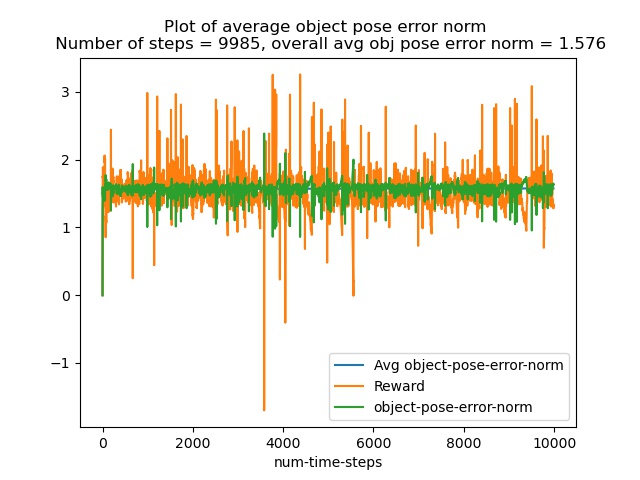 Plot of average object pose error norm
Number of steps = 9985, overall avg obj pose error norm = 1.576
3
2
1
0
−1
Avg object-pose-error-norm
Reward
object-pose-error-norm
0 2000 4000 6000 8000 10000
num-time-steps